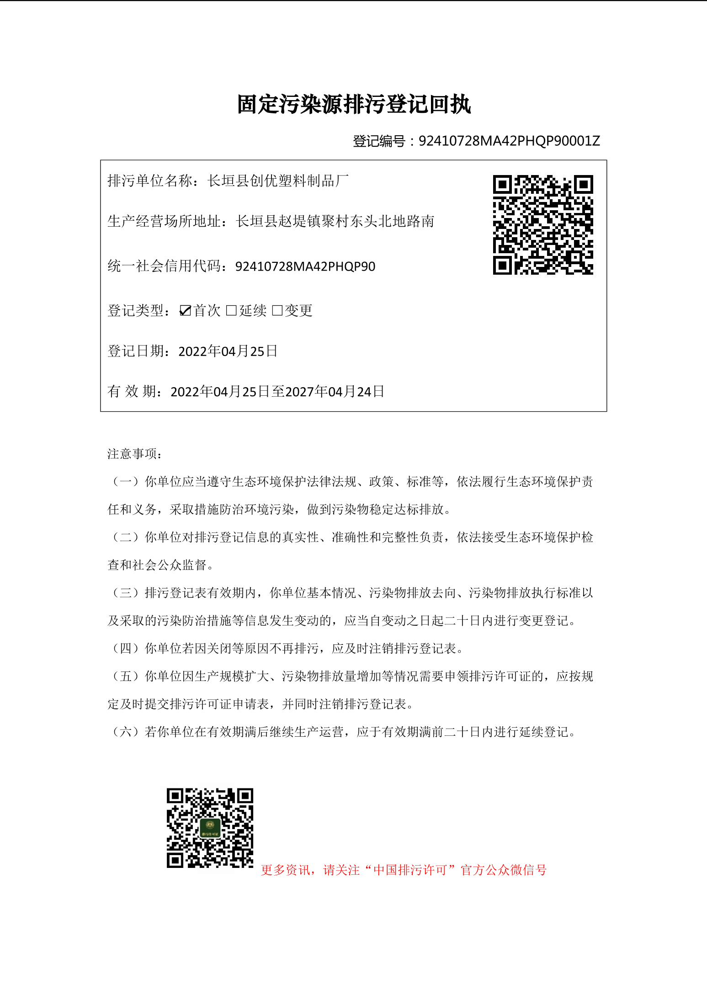 固定污染源排污登记回执
登记编号：92410728MA42PHQP90001Z
排污单位名称：长垣县创优塑料制品厂
生产经营场所地址：长垣县赵堤镇聚村东头北地路南
统一社会信用代码：92410728MA42PHQP90
登记类型：☑首次 □延续 □变更
登记日期：2022年04月25日
有 效 期：2022年04月25日至2027年04月24日
注意事项：
（一）你单位应当遵守生态环境保护法律法规、政策、标准等，依法履行生态环境保护责
任和义务，采取措施防治环境污染，做到污染物稳定达标排放。
（二）你单位对排污登记信息的真实性、准确性和完整性负责，依法接受生态环境保护检
查和社会公众监督。
（三）排污登记表有效期内，你单位基本情况、污染物排放去向、污染物排放执行标准以
及采取的污染防治措施等信息发生变动的，应当自变动之日起二十日内进行变更登记。
（四）你单位若因关闭等原因不再排污，应及时注销排污登记表。
（五）你单位因生产规模扩大、污染物排放量增加等情况需要申领排污许可证的，应按规
定及时提交排污许可证申请表，并同时注销排污登记表。
（六）若你单位在有效期满后继续生产运营，应于有效期满前二十日内进行延续登记。
排污许可证
更多资讯，请关注“中国排污许可”官方公众微信号